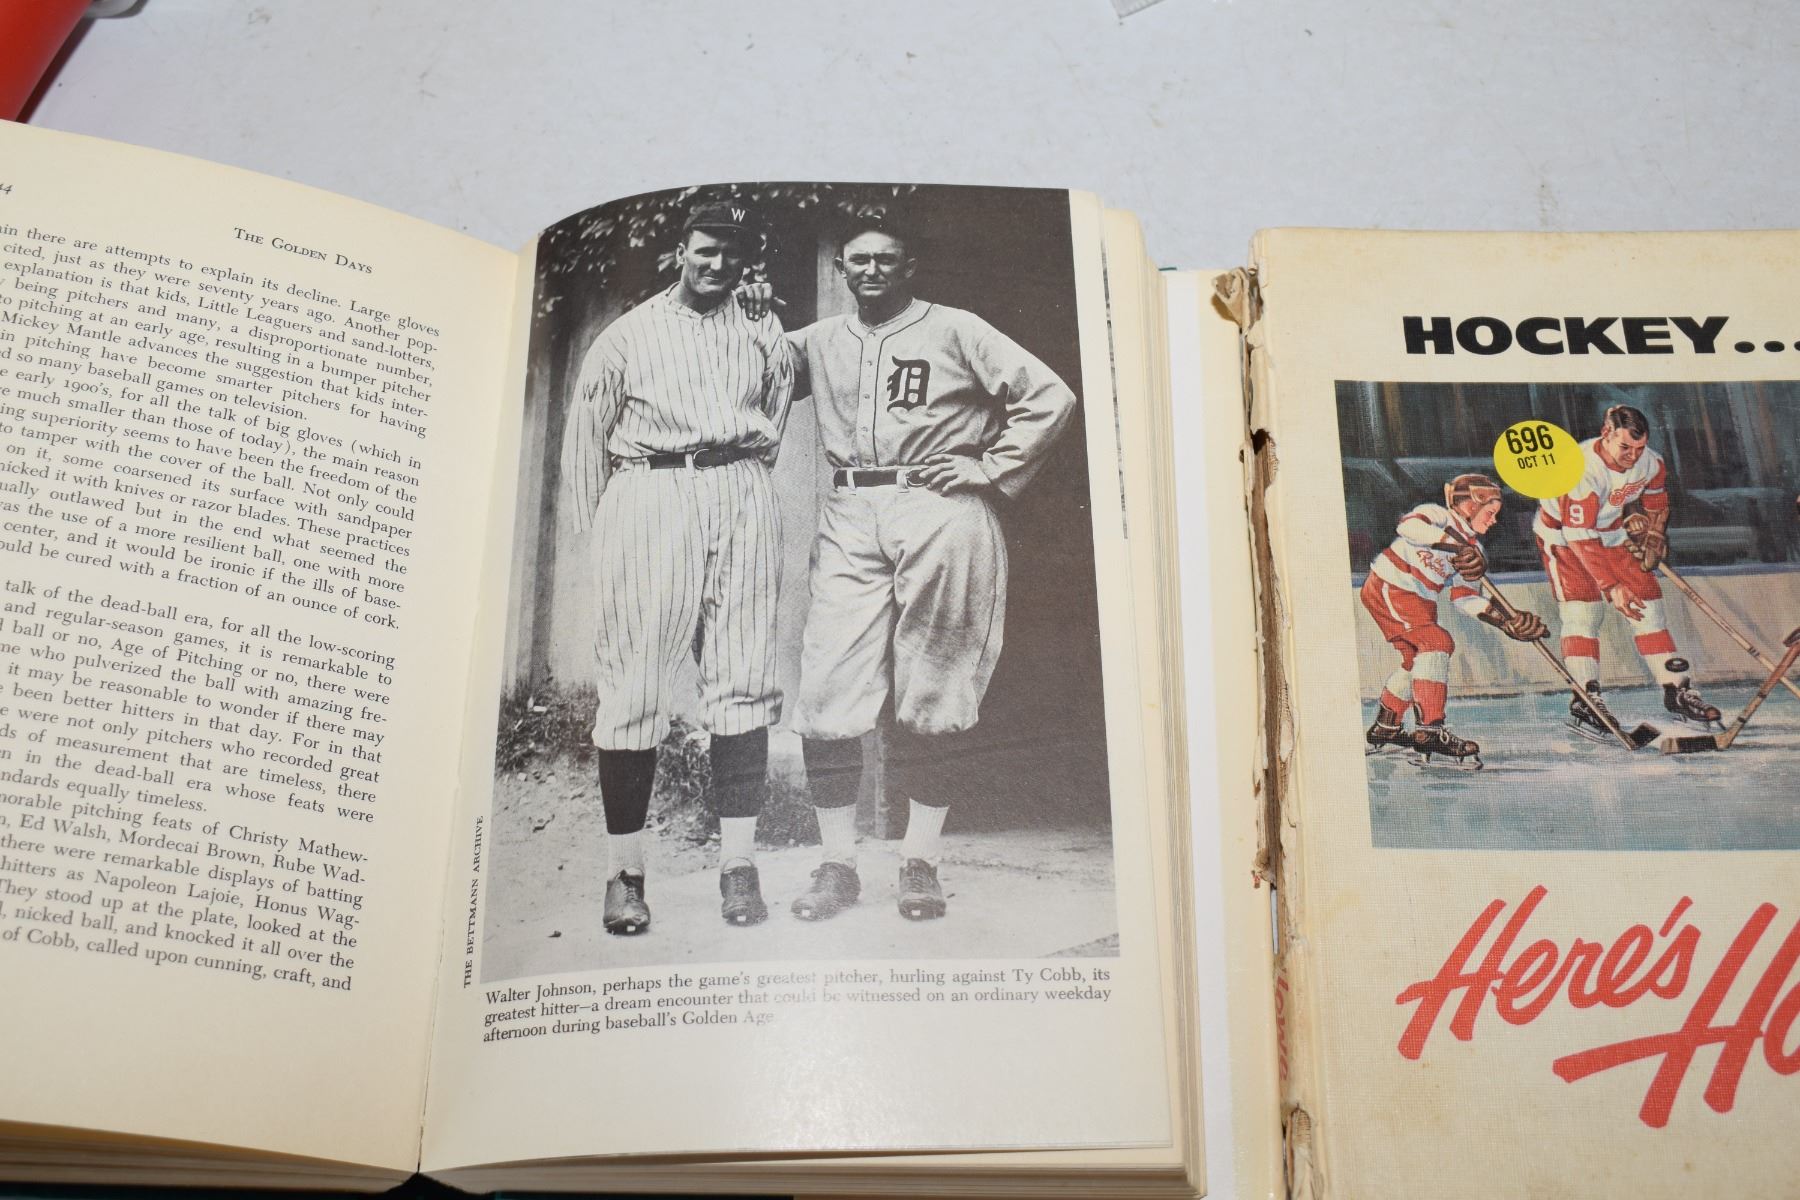 44
THE GOLDEN DAYS
there are attempts to explain its decline. Large gloves
cited, just as they were seventy years ago. Another pop-
explanation is that kids, Little Leaguers and sand-lotters,
being pitchers and many, a disproportionate number,
to pitching at an early age, resulting in a bumper pitcher
Mickey Mantle advances the suggestion that kids inter-
in pitching have become smarter pitchers for having
so many baseball games on television.
early 1900's, for all the talk of big gloves (which in
much smaller than those of today), the main reason
superiority seems to have been the freedom of the
to tamper with the cover of the ball. Not only could
on it, some coarsened its surface with sandpaper
nicked it with knives or razor blades. These practices
outlawed but in the end what seemed the
was the use of a more resilient ball, one with more
center, and it would be ironic if the ills of base-
could be cured with a fraction of an ounce of cork.
talk of the dead-ball era, for all the low-scoring
and regular-season games, it is remarkable to
ball or no, Age of Pitching or no, there were
who pulverized the ball with amazing fre-
it may be reasonable to wonder if there may
been better hitters in that day. For in that
were not only pitchers who recorded great
of measurement that are timeless, there
in the dead-ball era whose feats were
standards equally timeless.
pitching feats of Christy Mathew-
Ed Walsh, Mordecai Brown, Rube Wad-
there were remarkable displays of batting
hitters as Napoleon Lajoie, Honus Wag-
They stood up at the plate, looked at the
nicked ball, and knocked it all over the
of Cobb, called upon cunning, craft, and
W
D
THE BETTMANN ARCHIVE
Walter Johnson, perhaps the game's greatest pitcher, hurling against Ty Cobb, its
greatest hitter—a dream encounter that could be witnessed on an ordinary weekday
afternoon during baseball's Golden Age
HOCKEY...
696
OCT 11
9
Here's